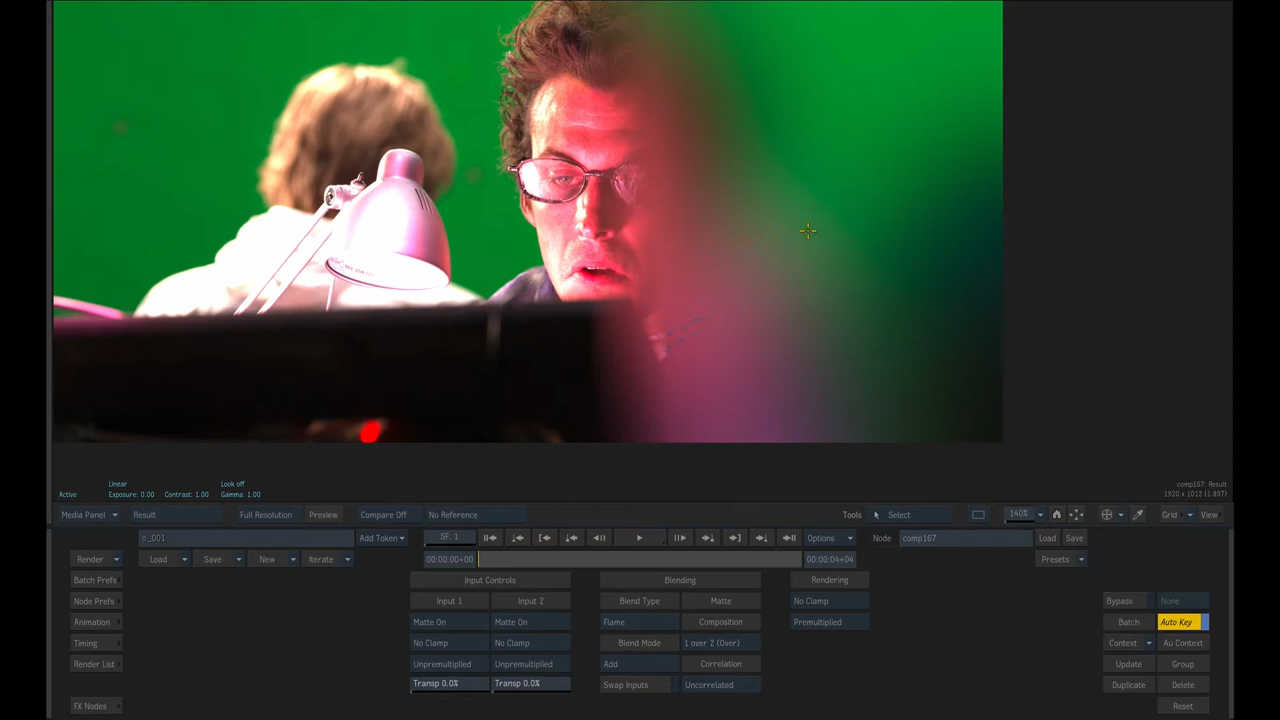 Linear
Look off
Active
Exposure: 0.00
Contrast: 1.00
Gamma: 1.00
comp167: Result
1920 x 1012 (1.897)
Media Panel
Result
Full Resolution
Preview
Compare Off
No Reference
Tools
Select
140%
Grid
View
o_001
Add Token
SF: 1
Options
Node
comp167
Load
Save
Render
Load
Save
New
Iterate
00:00:00+00
00:00:04+04
Presets
Batch Prefs
Input Controls
Blending
Rendering
Node Prefs
Input 1
Input 2
Blend Type
Matte
No Clamp
Bypass
None
Animation
Matte On
Matte On
Flame
Composition
Premultiplied
Batch
Auto Key
Timing
No Clamp
No Clamp
Blend Mode
1 over 2 (Over)
Context
Au Context
Render List
Unpremultiplied
Unpremultiplied
Add
Correlation
Update
Group
Transp 0.0%
Transp 0.0%
Swap Inputs
Uncorrelated
Duplicate
Delete
FX Nodes
Reset